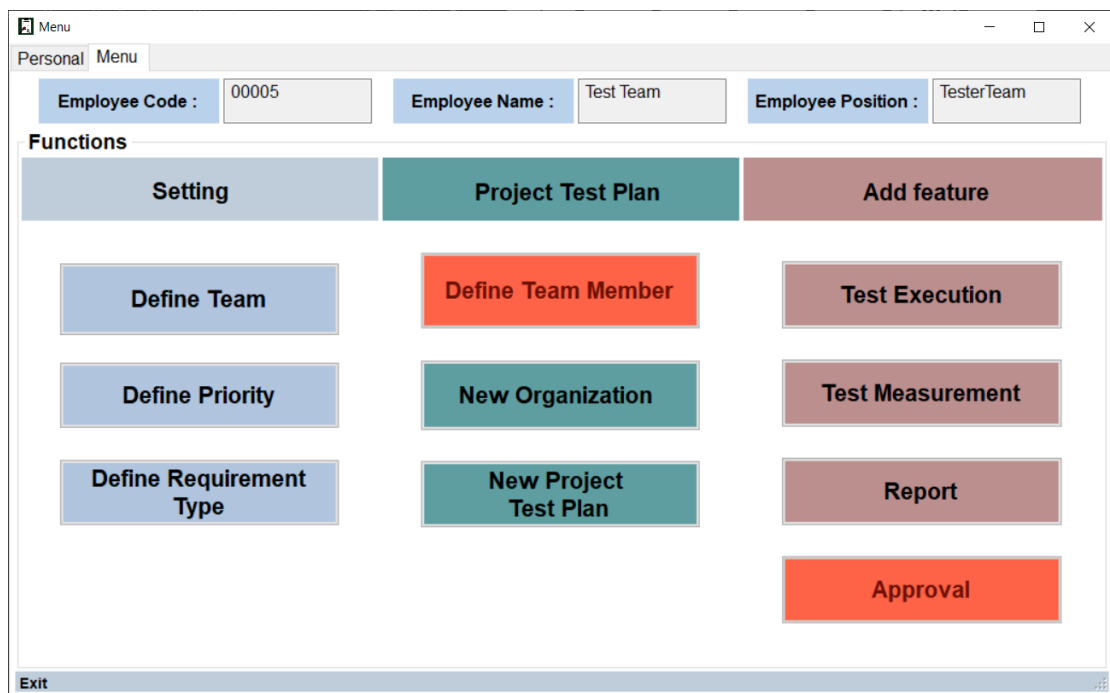 Menu
Personal Menu
Employee Code : 00005 Employee Name : Test Team Employee Position : TesterTeam
Functions
Setting Project Test Plan Add feature
Define Team Define Team Member Test Execution
Define Priority New Organization Test Measurement
Define Requirement
Type
New Project
Test Plan
Report
Approval
Exit